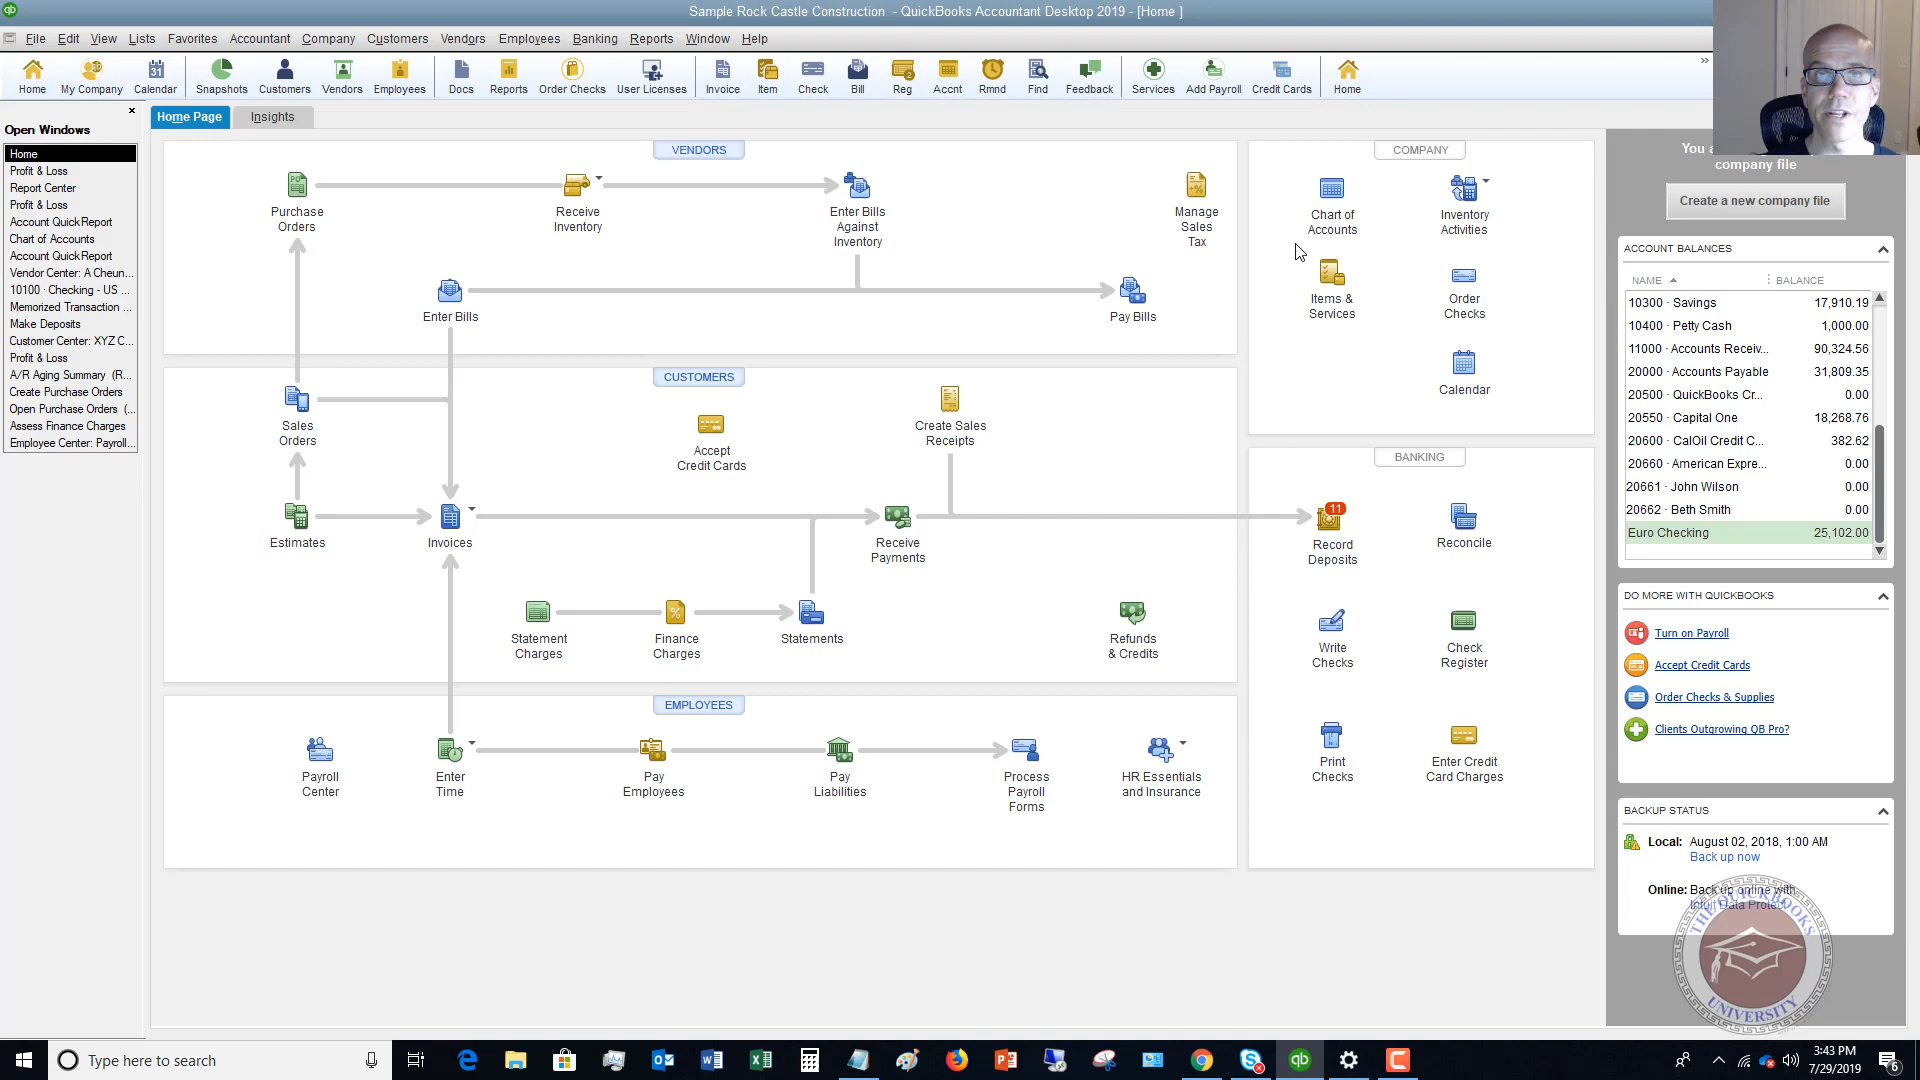 Sample Rock Castle Construction - QuickBooks Accountant Desktop 2019 - [Home ]
File Edit View Lists Favorites Accountant Company Customers Vendors Employees Banking Reports Window Help
Home My Company Calendar Snapshots Customers Vendors Employees Docs Reports Order Checks User Licenses Invoice Item Check Bill Reg Accnt Rmnd Find Feedback Services Add Payroll Credit Cards Home
Open Windows
Home
Profit & Loss
Report Center
Profit & Loss
Account QuickReport
Chart of Accounts
Account QuickReport
Vendor Center: A Cheun...
10100 · Checking - US ...
Memorized Transaction ...
Make Deposits
Customer Center: XYZ C...
Profit & Loss
A/R Aging Summary (R...
Create Purchase Orders
Open Purchase Orders (...
Assess Finance Charges
Employee Center: Payroll...
Home Page Insights
VENDORS
Purchase
Orders
Receive
Inventory
Enter Bills
Against
Inventory
Manage
Sales
Tax
Enter Bills
Pay Bills
CUSTOMERS
Sales
Orders
Accept
Credit Cards
Create Sales
Receipts
Estimates
Invoices
Receive
Payments
Statement
Charges
Finance
Charges
Statements
Refunds
& Credits
EMPLOYEES
Payroll
Center
Enter
Time
Pay
Employees
Pay
Liabilities
Process
Payroll
Forms
HR Essentials
and Insurance
COMPANY
Chart of
Accounts
Inventory
Activities
Items &
Services
Order
Checks
Calendar
BANKING
11
Record
Deposits
Reconcile
Write
Checks
Check
Register
Print
Checks
Enter Credit
Card Charges
You a
company file
Create a new company file
ACCOUNT BALANCES
NAME BALANCE
10300 · Savings 17,910.19
10400 · Petty Cash 1,000.00
11000 · Accounts Receiv... 90,324.56
20000 · Accounts Payable 31,809.35
20500 · QuickBooks Cr... 0.00
20550 · Capital One 18,268.76
20600 · CalOil Credit C... 382.62
20660 · American Expre... 0.00
20661 · John Wilson 0.00
20662 · Beth Smith 0.00
Euro Checking 25,102.00
DO MORE WITH QUICKBOOKS
Turn on Payroll
Accept Credit Cards
Order Checks & Supplies
Clients Outgrowing QB Pro?
BACKUP STATUS
Local: August 02, 2018, 1:00 AM
Back up now
Online: Back up online with
Intuit Data Protect
THE QUICKBOOKS
UNIVERSITY
Type here to search
3:43 PM
7/29/2019
6